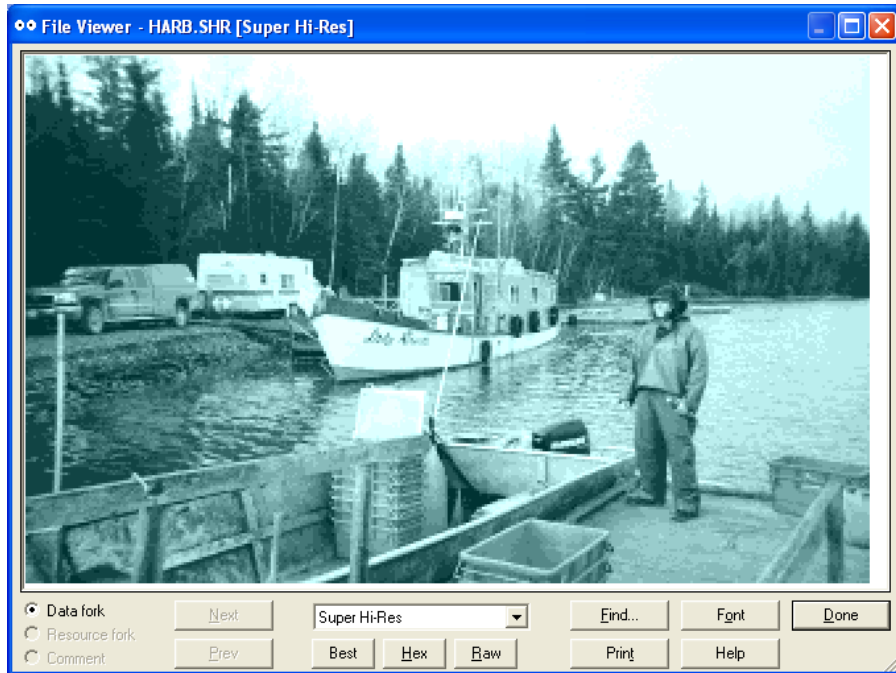 File Viewer - HARB.SHR [Super Hi-Res]
Data fork
Resource fork
Comment
Next
Prev
Super Hi-Res
Best
Hex
Raw
Find...
Print
Font
Help
Done